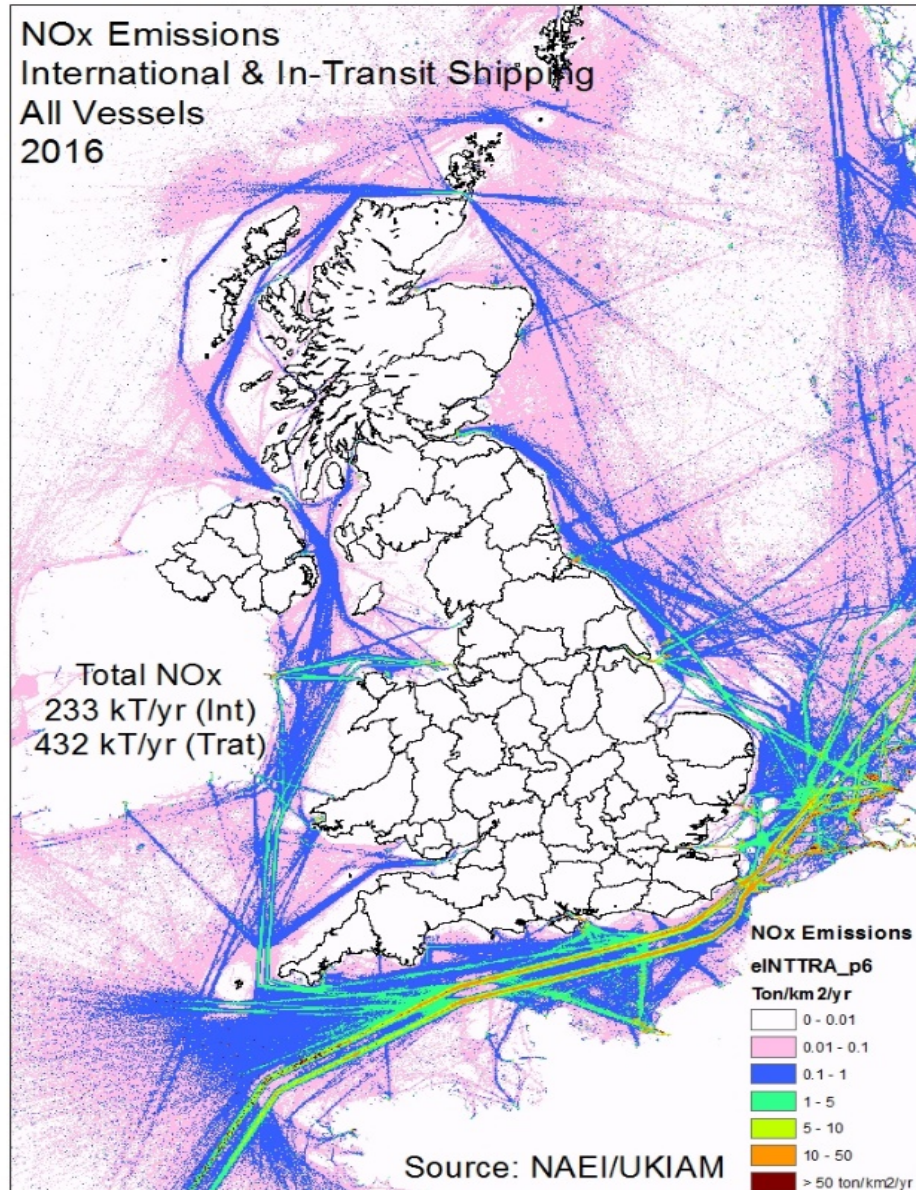 NOx Emissions
International & In-Transit Shipping
All Vessels
2016
Total NOx
233 kT/yr (Int)
432 kT/yr (Trat)
NOx Emissions
eINTTRA_p6
Ton/km2/yr
0 - 0.01
0.01 - 0.1
0.1 - 1
1 - 5
5 - 10
10 - 50
> 50 ton/km2/yr
Source: NAEI/UKIAM